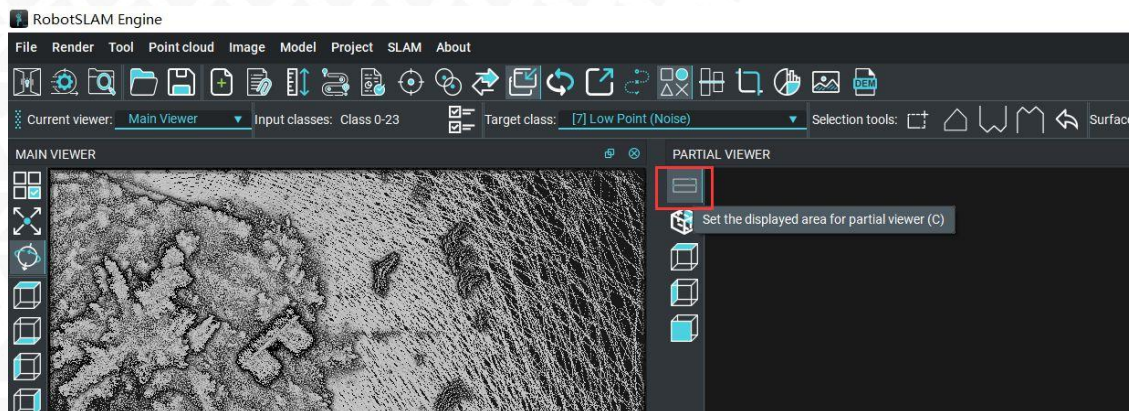 RobotSLAM Engine
File Render Tool Point cloud Image Model Project SLAM About
DEM
Current viewer: Main Viewer Input classes: Class 0-23 Target class: [7] Low Point (Noise) Selection tools: Surface
MAIN VIEWER PARTIAL VIEWER
Set the displayed area for partial viewer (C)